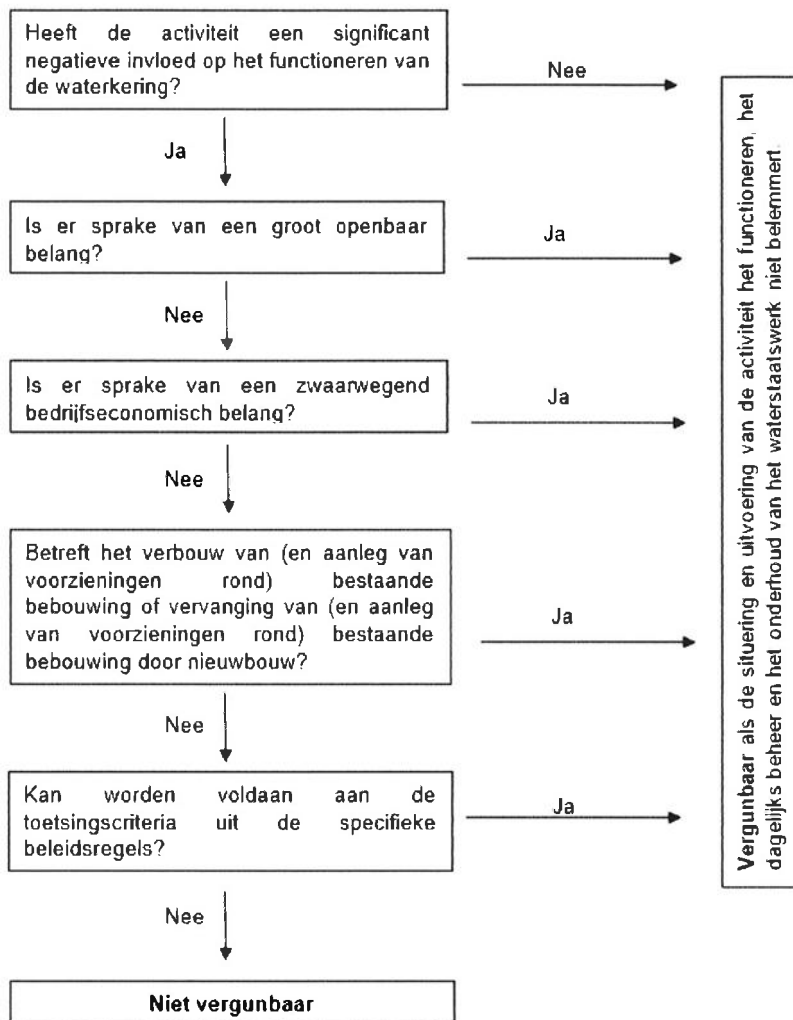 Heeft de activiteit een significant
negatieve invloed op het functioneren van
de waterkering?
Nee
Ja
Is er sprake van een groot openbaar
belang?
Ja
Nee
Is er sprake van een zwaarwegend
bedrijfseconomisch belang?
Ja
Nee
Betreft het verbouw van (en aanleg van
voorzieningen rond) bestaande
bebouwing of vervanging van (en aanleg
van voorzieningen rond) bestaande
bebouwing door nieuwbouw?
Ja
Nee
Kan worden voldaan aan de
toetsingscriteria uit de specifieke
beleidsregels?
Ja
Nee
Niet vergunbaar
Vergunbaar als de situering en uitvoering van de activiteit het functioneren, het
dagelijks beheer en het onderhoud van het waterstaatswerk niet belemmert.